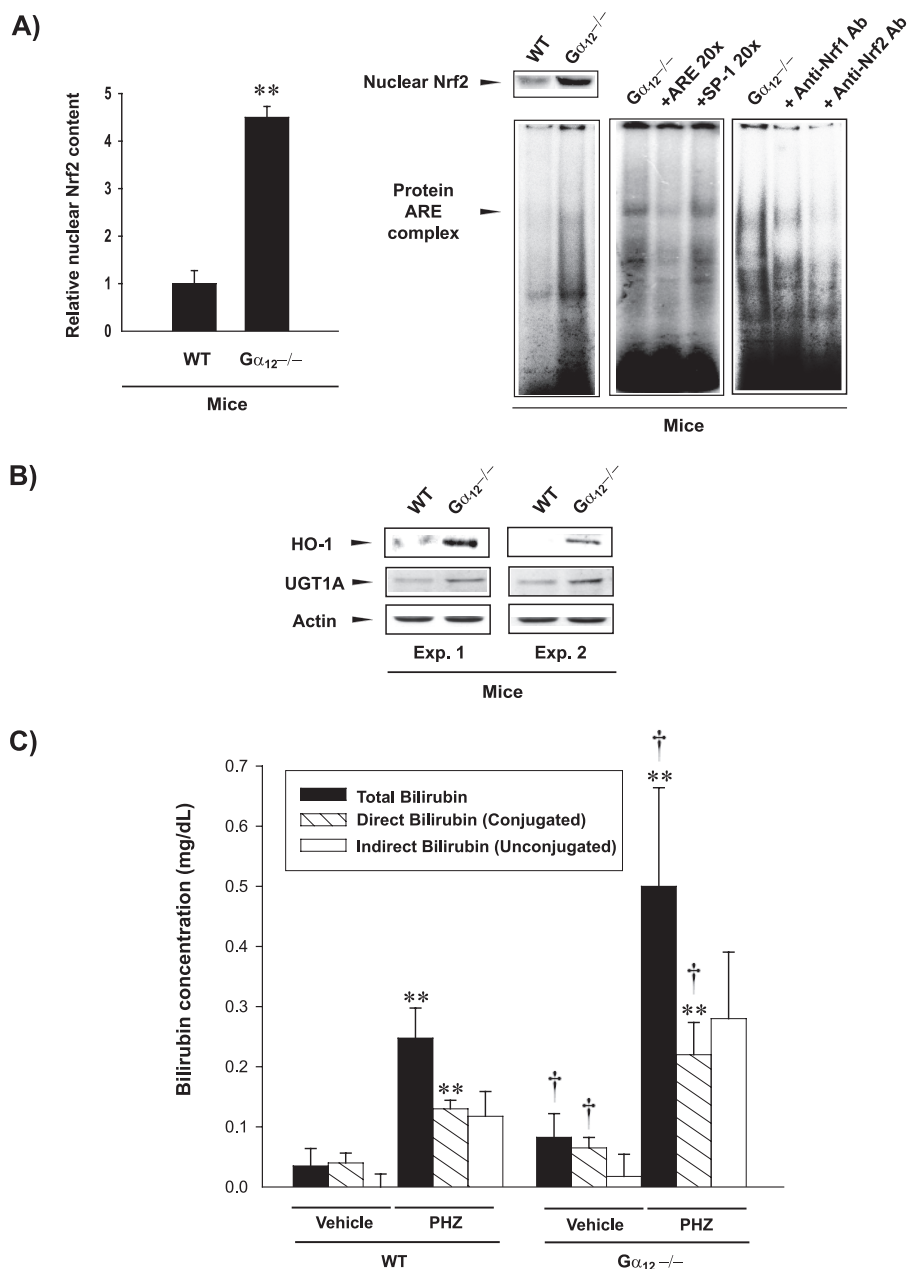 A)
Relative nuclear Nrf2 content
5
4
3
2
1
0
**
WT
Gα12−/−
Mice
WT
Gα12−/−
Nuclear Nrf2
Gα12−/−
+ARE 20x
+SP-1 20x
Gα12−/−
+ Anti-Nrf1 Ab
+ Anti-Nrf2 Ab
Protein
ARE
complex
Mice
B)
WT
Gα12−/−
WT
Gα12−/−
HO-1
UGT1A
Actin
Exp. 1
Exp. 2
Mice
C)
Bilirubin concentration (mg/dL)
0.7
0.6
0.5
0.4
0.3
0.2
0.1
0.0
Total Bilirubin
Direct Bilirubin (Conjugated)
Indirect Bilirubin (Unconjugated)
**
**
†
†
†
**
†
**
Vehicle
PHZ
Vehicle
PHZ
WT
Gα12−/−